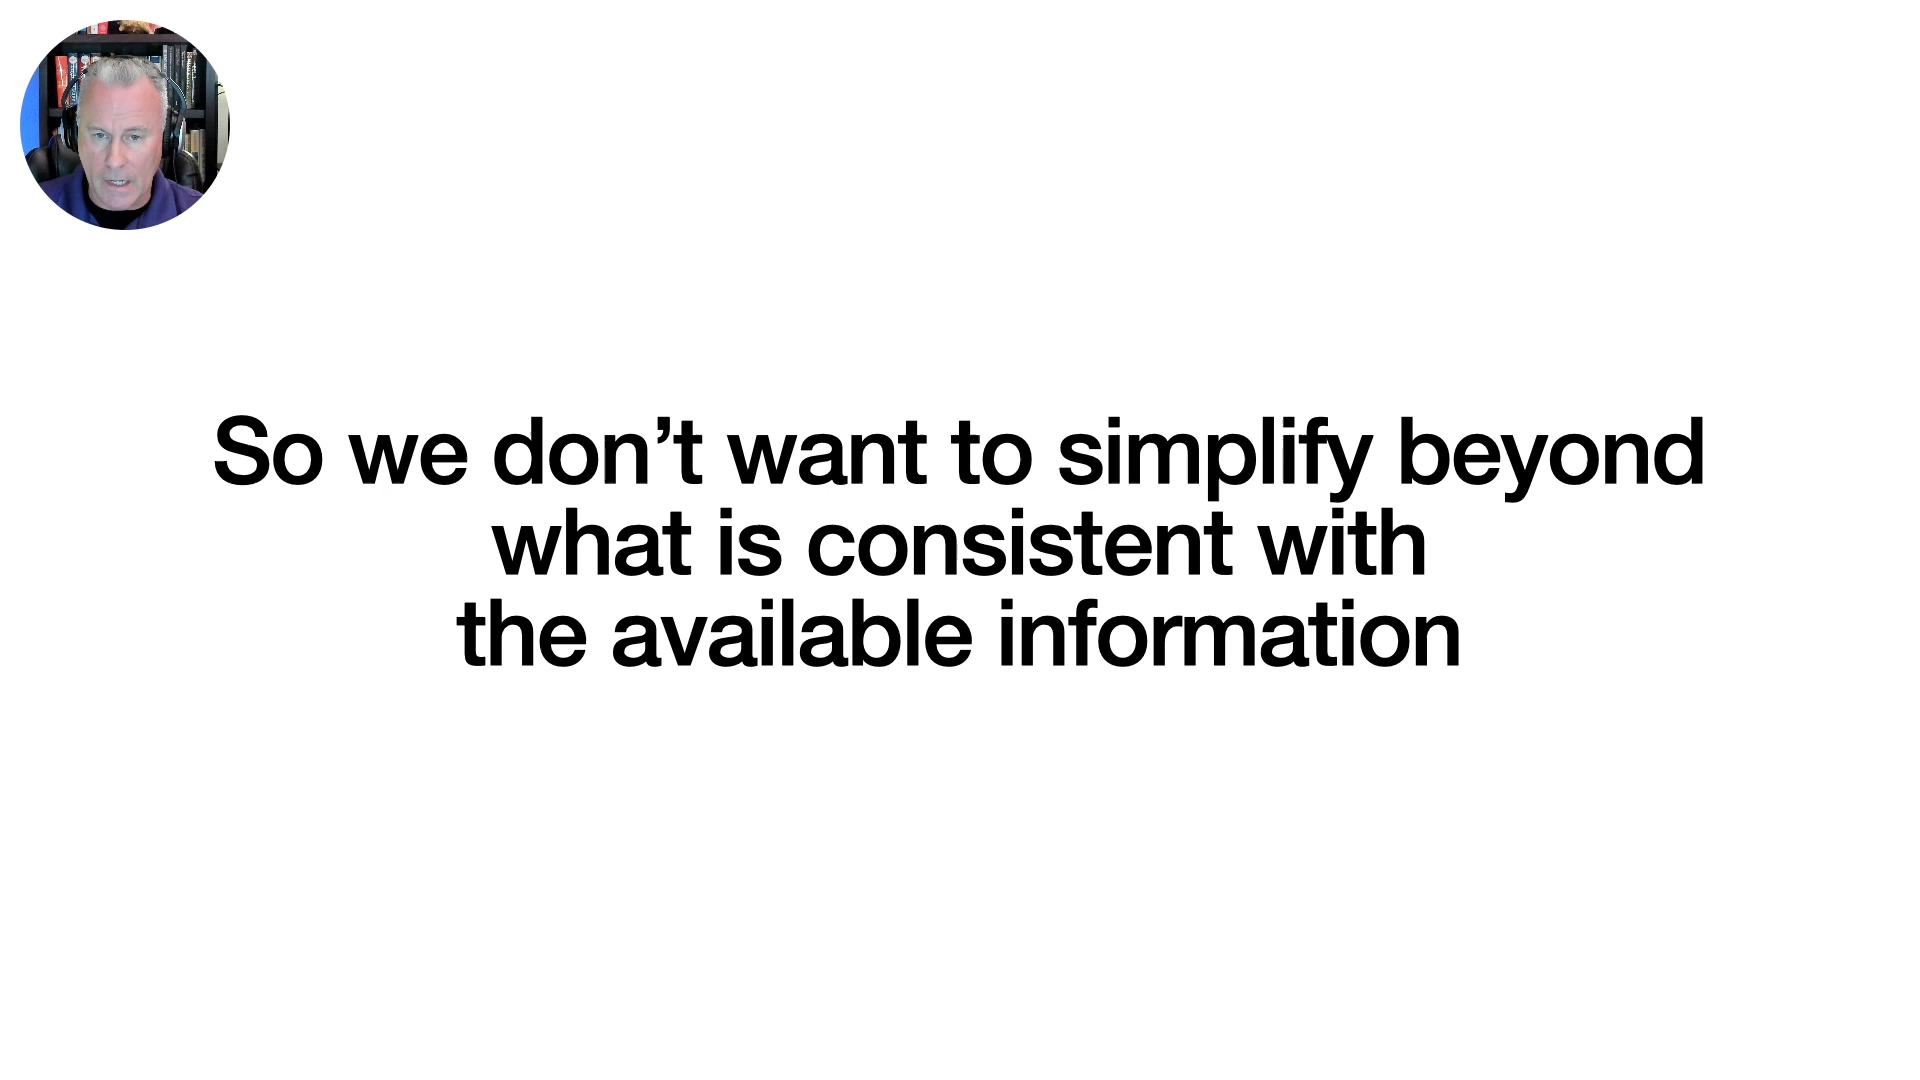 So we don’t want to simplify beyond
what is consistent with
the available information